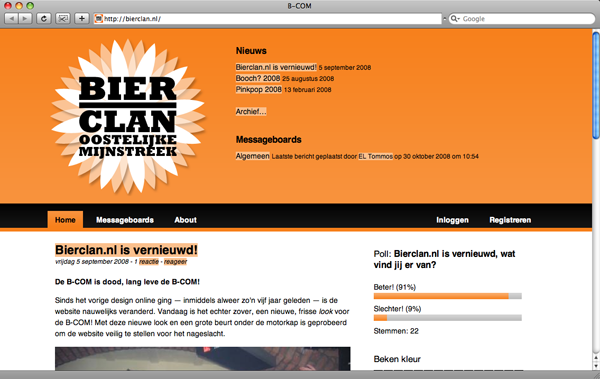 B-COM
http://bierclan.nl/
Google
BIER
CLAN
OOSTELIJKE
MIJNSTREEK
Nieuws
Bierclan.nl is vernieuwd! 5 september 2008
Booch? 2008 25 augustus 2008
Pinkpop 2008 13 februari 2008
Archief...
Messageboards
Algemeen Laatste bericht geplaatst door EL Tommos op 30 oktober 2008 om 10:54
Home Messageboards About Inloggen Registreren
Bierclan.nl is vernieuwd!
vrijdag 5 september 2008 - 1 reactie - reageer
De B-COM is dood, lang leve de B-COM!
Sinds het vorige design online ging — inmiddels alweer zo'n vijf jaar geleden — is de
website nauwelijks veranderd. Vandaag is het echter zover, een nieuwe, frisse look voor
de B-COM! Met deze nieuwe look en een grote beurt onder de motorkap is geprobeerd
om de website veilig te stellen voor het nageslacht.
Poll: Bierclan.nl is vernieuwd, wat
vind jij er van?
Beter! (91%)
Slechter! (9%)
Stemmen: 22
Beken kleur